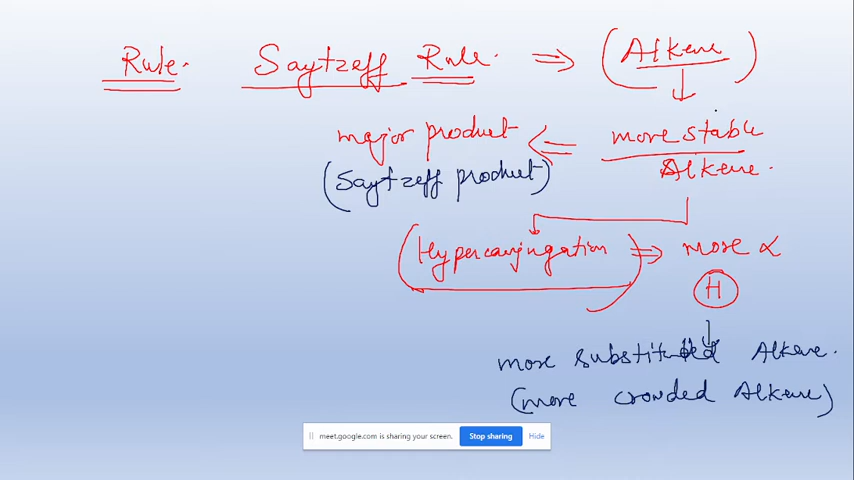 Rule. Saytzeff Rule. ⇒ (Alkene)
major product ⇐ more stable
(Saytzeff product) Alkene.
(Hyperconjugation) ⇒ more α
H
more substituted Alkene.
(more crowded Alkene)
meet.google.com is sharing your screen. Stop sharing Hide